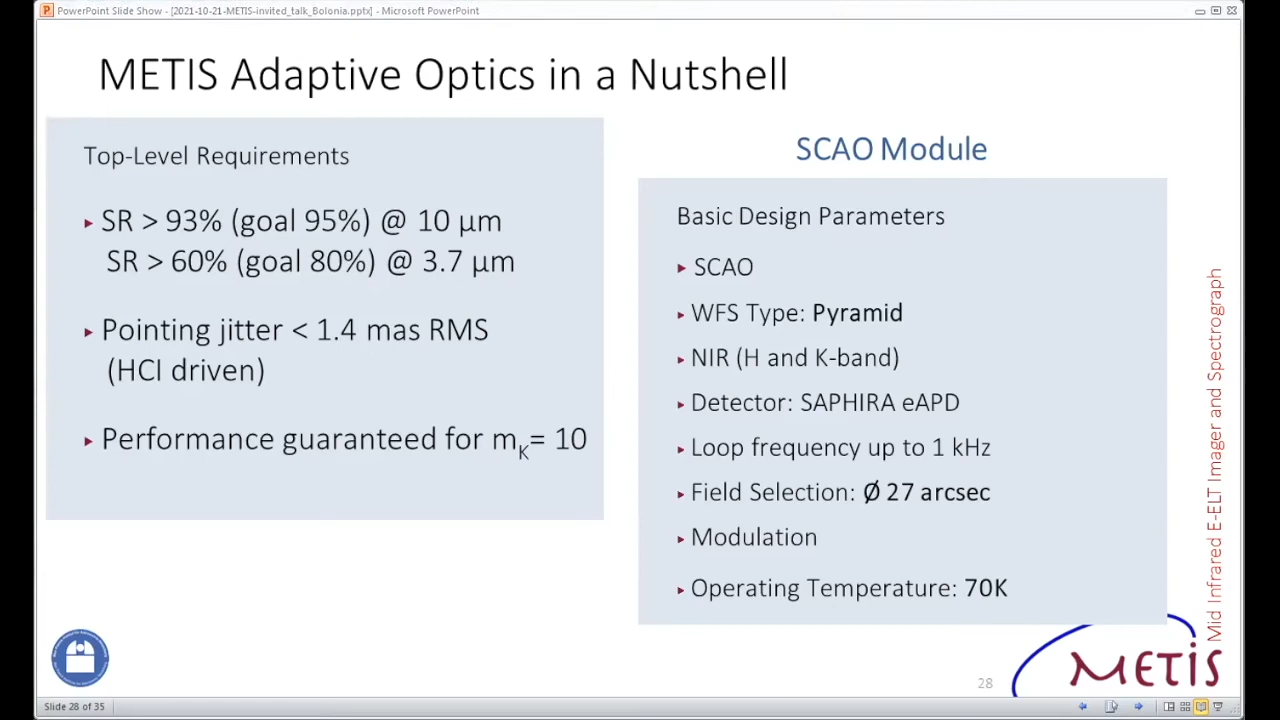 PowerPoint Slide Show - [2021-10-21-METIS-invited_talk_Bolonia.pptx] - Microsoft PowerPoint
METIS Adaptive Optics in a Nutshell
Top-Level Requirements
SR > 93% (goal 95%) @ 10 μm
SR > 60% (goal 80%) @ 3.7 μm
Pointing jitter < 1.4 mas RMS
(HCI driven)
Performance guaranteed for mK= 10
SCAO Module
Basic Design Parameters
SCAO
WFS Type: Pyramid
NIR (H and K-band)
Detector: SAPHIRA eAPD
Loop frequency up to 1 kHz
Field Selection: Ø 27 arcsec
Modulation
Operating Temperature: 70K
Mid Infrared E-ELT Imager and Spectrograph
METIS
28
Slide 28 of 35